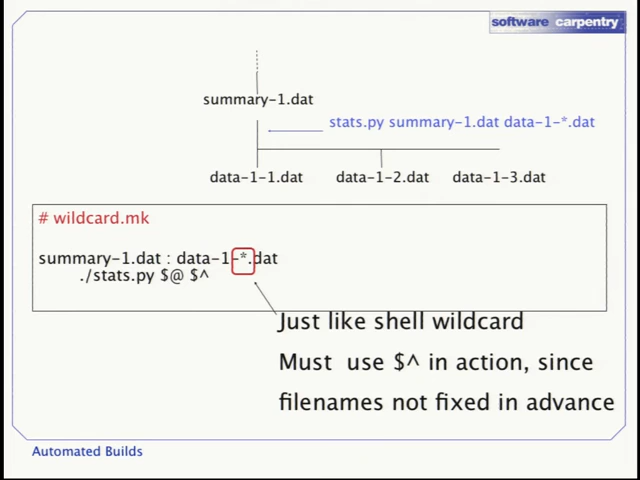 software carpentry
summary-1.dat
stats.py summary-1.dat data-1-*.dat
data-1-1.dat data-1-2.dat data-1-3.dat
# wildcard.mk
summary-1.dat : data-1-*.dat
./stats.py $@ $^
Just like shell wildcard
Must use $^ in action, since
filenames not fixed in advance
Automated Builds